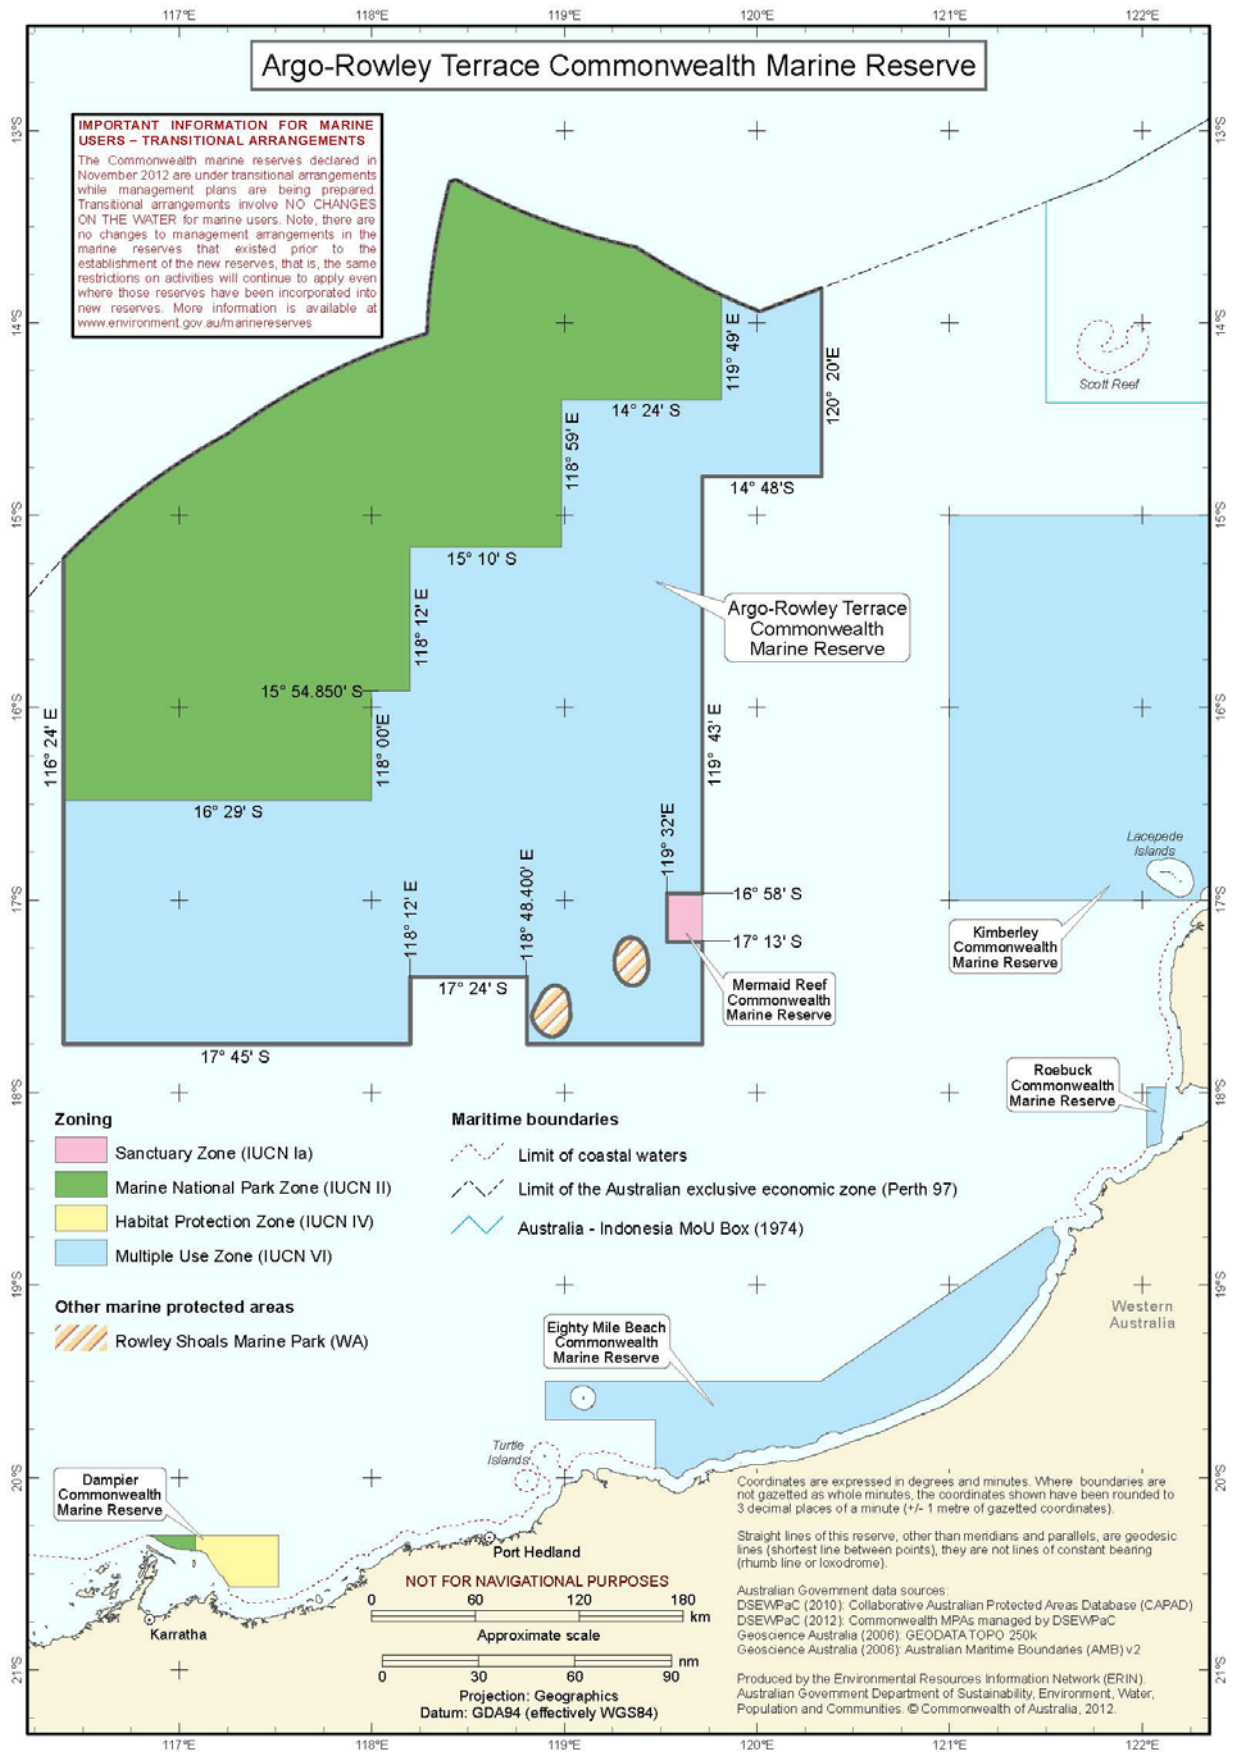 117°E 118°E 119°E 120°E 121°E 122°E
Argo-Rowley Terrace Commonwealth Marine Reserve
IMPORTANT INFORMATION FOR MARINE
USERS – TRANSITIONAL ARRANGEMENTS
The Commonwealth marine reserves declared in
November 2012 are under transitional arrangements
while management plans are being prepared.
Transitional arrangements involve NO CHANGES
ON THE WATER for marine users. Note, there are
no changes to management arrangements in the
marine reserves that existed prior to the
establishment of the new reserves, that is, the same
restrictions on activities will continue to apply even
where those reserves have been incorporated into
new reserves. More information is available at
www.environment.gov.au/marinereserves
13°S
13°S
14°S
14°S
119° 49' E
120° 20'E
Scott Reef
14° 24' S
118° 59' E
14° 48'S
15°S
15°S
15° 10' S
118° 12' E
Argo-Rowley Terrace
Commonwealth
Marine Reserve
15° 54.850' S
16°S
16°S
116° 24' E
118° 00'E
119° 43' E
16° 29' S
119° 32'E
Lacepede
Islands
118° 12' E
118° 48.400' E
16° 58' S
17°S
17°S
17° 13' S
Kimberley
Commonwealth
Marine Reserve
17° 24' S
Mermaid Reef
Commonwealth
Marine Reserve
17° 45' S
Roebuck
Commonwealth
Marine Reserve
18°S
18°S
Zoning
Sanctuary Zone (IUCN Ia)
Marine National Park Zone (IUCN II)
Habitat Protection Zone (IUCN IV)
Multiple Use Zone (IUCN VI)
Other marine protected areas
Rowley Shoals Marine Park (WA)
Maritime boundaries
Limit of coastal waters
Limit of the Australian exclusive economic zone (Perth 97)
Australia - Indonesia MoU Box (1974)
19°S
19°S
Western
Australia
Eighty Mile Beach
Commonwealth
Marine Reserve
Turtle
Islands
20°S
20°S
Dampier
Commonwealth
Marine Reserve
Port Hedland
Karratha
NOT FOR NAVIGATIONAL PURPOSES
0 60 120 180
km
Approximate scale
nm
0 30 60 90
Projection: Geographics
Datum: GDA94 (effectively WGS84)
Coordinates are expressed in degrees and minutes. Where boundaries are
not gazetted as whole minutes, the coordinates shown have been rounded to
3 decimal places of a minute (+/- 1 metre of gazetted coordinates).
Straight lines of this reserve, other than meridians and parallels, are geodesic
lines (shortest line between points), they are not lines of constant bearing
(rhumb line or loxodrome).
Australian Government data sources:
DSEWPaC (2010): Collaborative Australian Protected Areas Database (CAPAD)
DSEWPaC (2012): Commonwealth MPAs managed by DSEWPaC
Geoscience Australia (2006): GEODATA TOPO 250k
Geoscience Australia (2006): Australian Maritime Boundaries (AMB) v2
Produced by the Environmental Resources Information Network (ERIN).
Australian Government Department of Sustainability, Environment, Water,
Population and Communities. © Commonwealth of Australia, 2012.
21°S
21°S
117°E 118°E 119°E 120°E 121°E 122°E